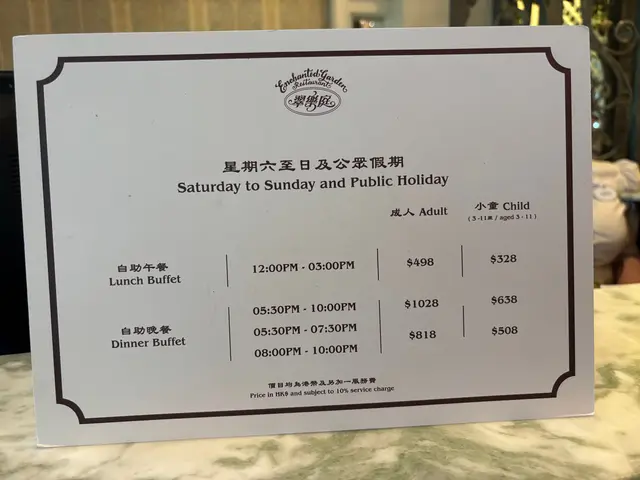 Enchanted Garden
Restaurant
翠樂庭
星期六至日及公眾假期
Saturday to Sunday and Public Holiday
成人 Adult
小童 Child
( 3 -11歲 / aged 3 - 11 )
自助午餐
Lunch Buffet
12:00PM - 03:00PM
$498
$328
自助晚餐
Dinner Buffet
05:30PM - 10:00PM
$1028
$638
05:30PM - 07:30PM
08:00PM - 10:00PM
$818
$508
價目均為港幣及另加一服務費
Price in HK$ and subject to 10% service charge